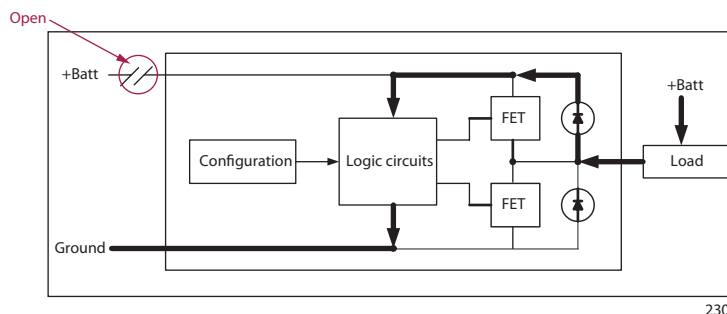 Open
+Batt
+Batt
FET
Configuration
Logic circuits
Load
FET
Ground
230